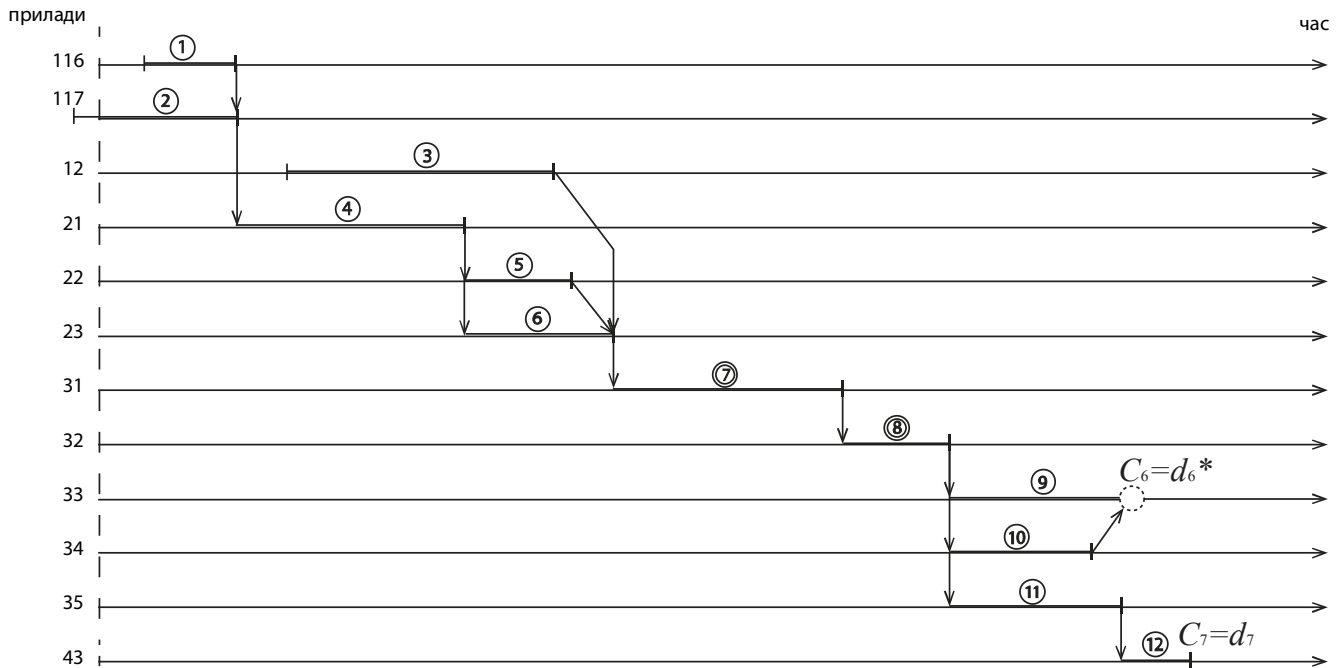 прилади
час
116 ①
117 ②
12 ③
21 ④
22 ⑤
23 ⑥
31 ⑦
32 ⑧
33 ⑨ C₆=d₆*
34 ⑩
35 ⑪
43 ⑫ C₇=d₇